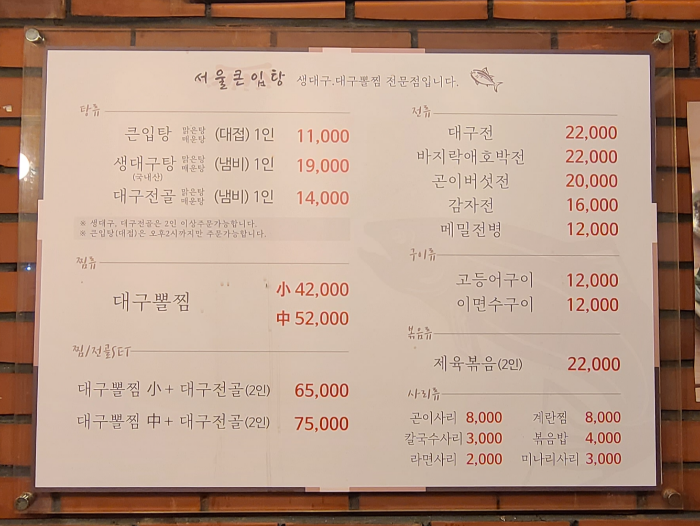 서울큰입탕 생대구.대구뽈찜 전문점입니다.
탕류
큰입탕 맑은탕 매운탕 (대접) 1인 11,000
생대구탕 (국내산) 맑은탕 매운탕 (냄비) 1인 19,000
대구전골 맑은탕 매운탕 (냄비) 1인 14,000
※ 생대구, 대구전골은 2인 이상주문가능합니다.
※ 큰입탕(대접)은 오후2시까지만 주문가능합니다.
찜류
대구뽈찜 小 42,000
中 52,000
찜/전골SET
대구뽈찜 小 + 대구전골(2인) 65,000
대구뽈찜 中 + 대구전골(2인) 75,000
전류
대구전 22,000
바지락애호박전 22,000
곤이버섯전 20,000
감자전 16,000
메밀전병 12,000
구이류
고등어구이 12,000
이면수구이 12,000
볶음류
제육볶음(2인) 22,000
사리류
곤이사리 8,000 계란찜 8,000
칼국수사리 3,000 볶음밥 4,000
라면사리 2,000 미나리사리 3,000